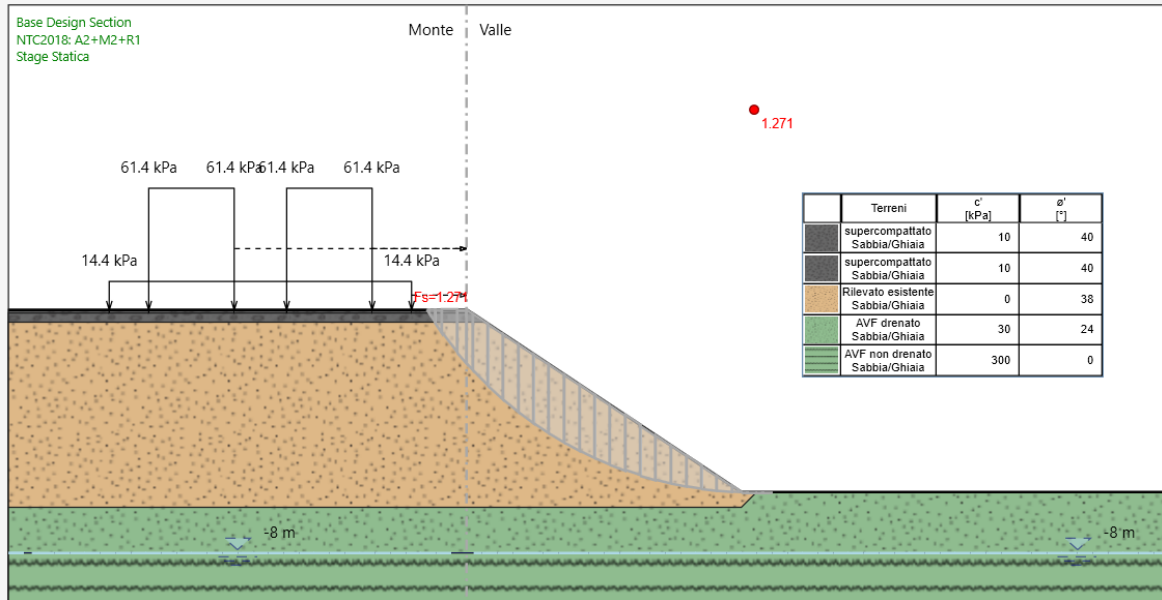 Base Design Section
NTC2018: A2+M2+R1
Stage Statica
Monte
Valle
1.271
61.4 kPa
61.4 kPa
61.4 kPa
61.4 kPa
14.4 kPa
14.4 kPa
Fs=1.271
Terreni c' [kPa] ø' [°]
supercompattato
Sabbia/Ghiaia 10 40
supercompattato
Sabbia/Ghiaia 10 40
Rilevato esistente
Sabbia/Ghiaia 0 38
AVF drenato
Sabbia/Ghiaia 30 24
AVF non drenato
Sabbia/Ghiaia 300 0
-8 m
-8 m